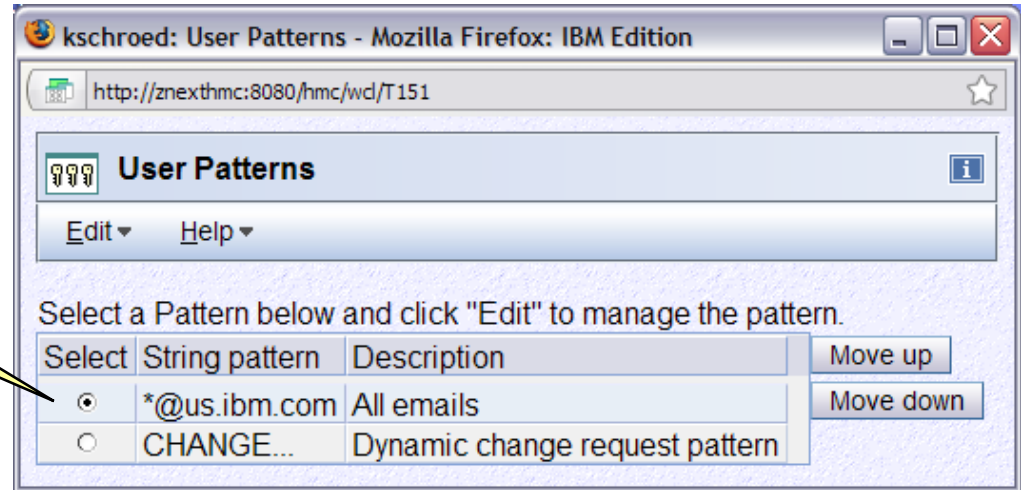 kschroed: User Patterns - Mozilla Firefox: IBM Edition
http://znexthmc:8080/hmc/wcl/T151
User Patterns
Edit Help
Select a Pattern below and click "Edit" to manage the pattern.
Select String pattern Description Move up
*@us.ibm.com All emails Move down
CHANGE... Dynamic change request pattern